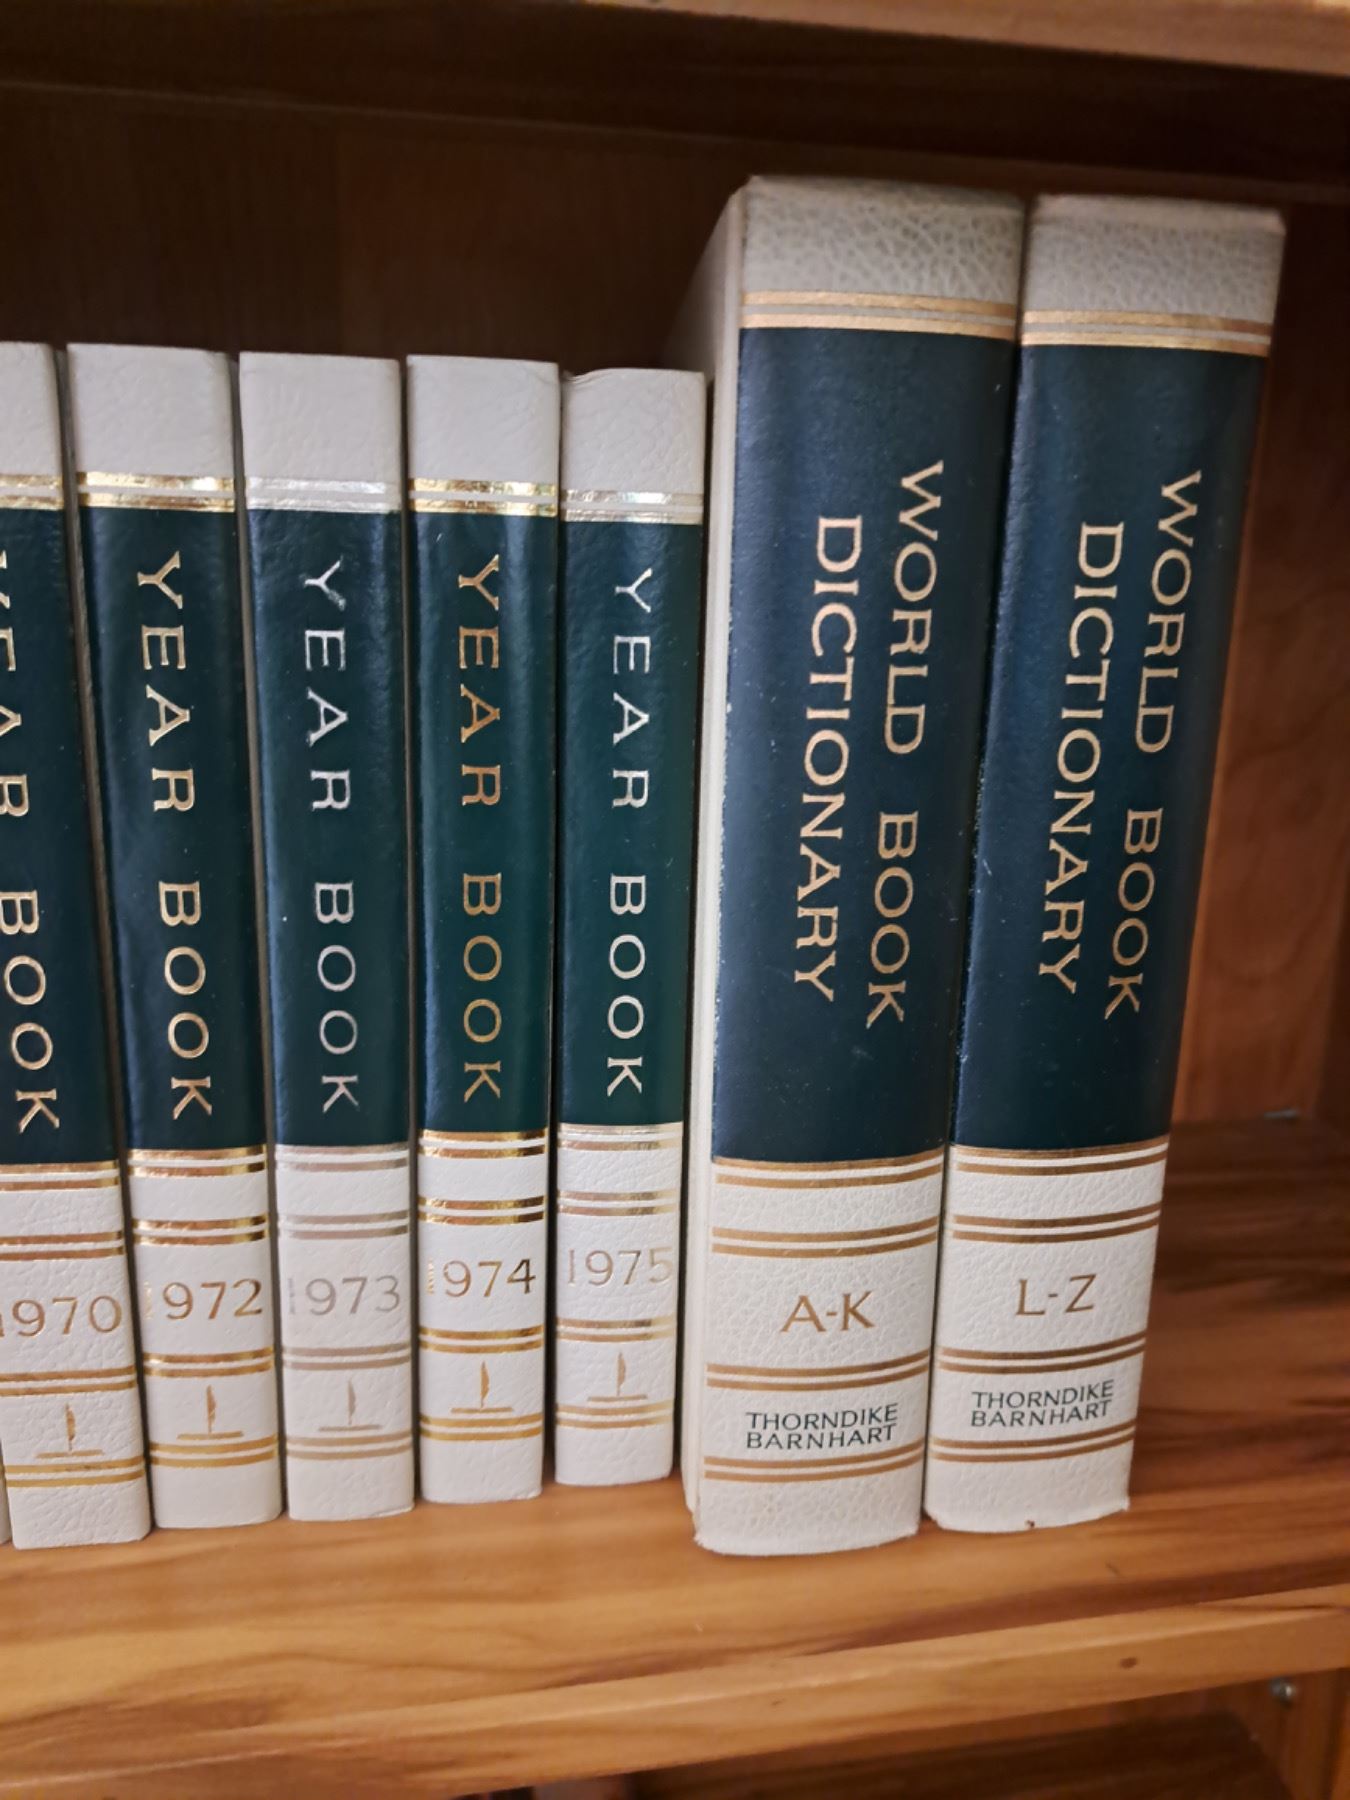 YEAR BOOK
1970
YEAR BOOK
1972
YEAR BOOK
1973
YEAR BOOK
1974
YEAR BOOK
1975
WORLD BOOK
DICTIONARY
A-K
THORNDIKE
BARNHART
WORLD BOOK
DICTIONARY
L-Z
THORNDIKE
BARNHART